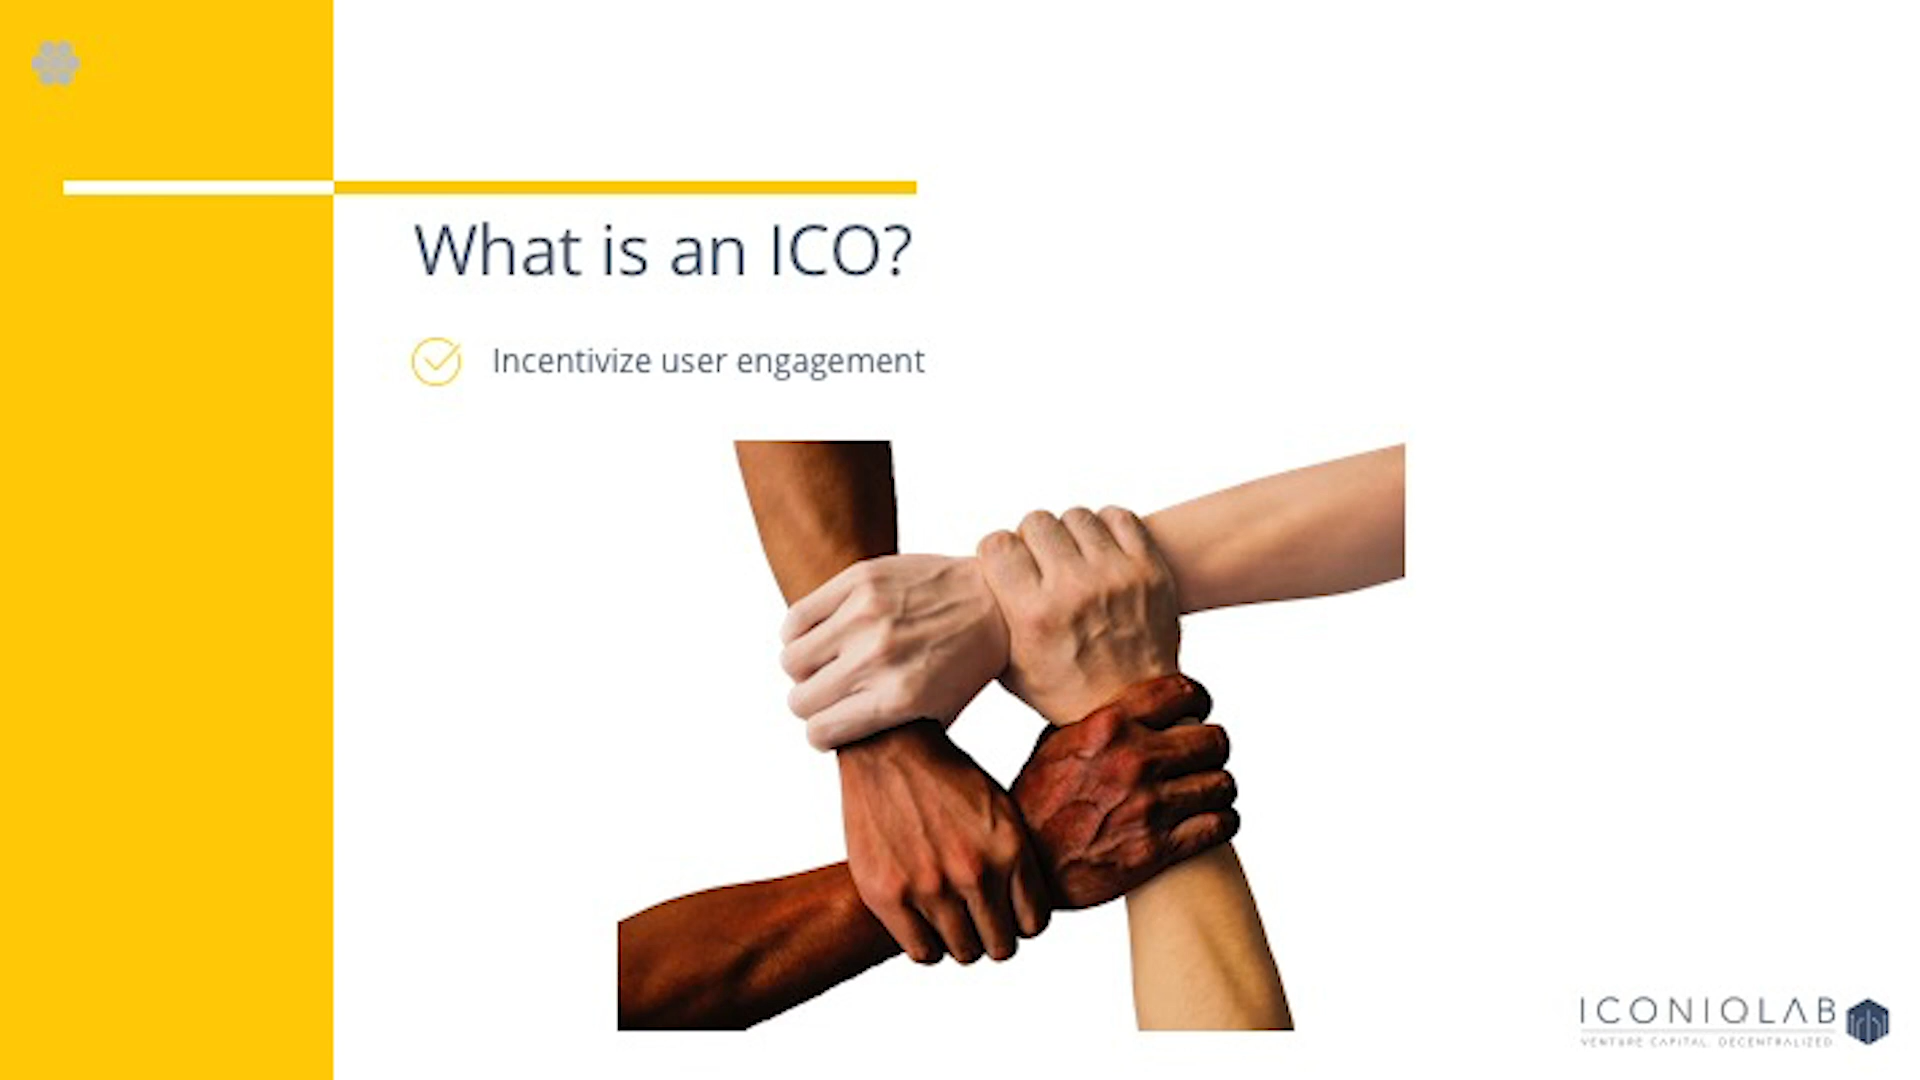 What is an ICO?
Incentivize user engagement
ICONIQLAB
VENTURE CAPITAL. DECENTRALIZED.